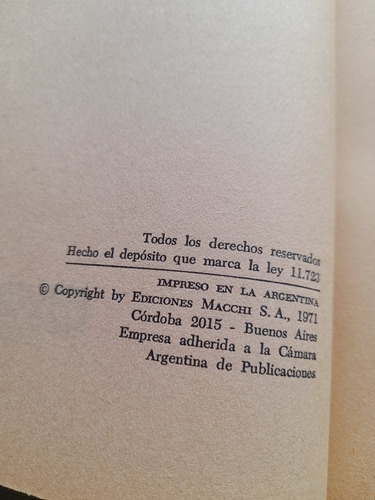 Todos los derechos reservados
Hecho el depósito que marca la ley 11.723
IMPRESO EN LA ARGENTINA
© Copyright by EDICIONES MACCHI S. A., 1971
Córdoba 2015 - Buenos Aires
Empresa adherida a la Cámara
Argentina de Publicaciones